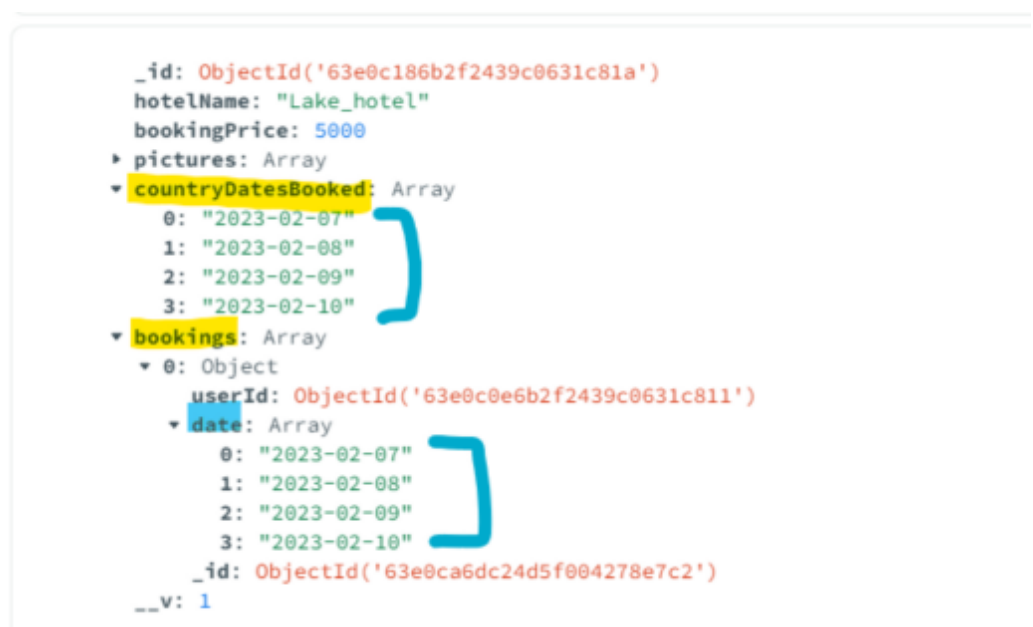 _id: ObjectId('63e0c186b2f2439c0631c81a')
hotelName: "Lake_hotel"
bookingPrice: 5000
pictures: Array
countryDatesBooked: Array
0: "2023-02-07"
1: "2023-02-08"
2: "2023-02-09"
3: "2023-02-10"
bookings: Array
0: Object
userId: ObjectId('63e0c0e6b2f2439c0631c811')
date: Array
0: "2023-02-07"
1: "2023-02-08"
2: "2023-02-09"
3: "2023-02-10"
_id: ObjectId('63e0ca6dc24d5f004278e7c2')
__v: 1